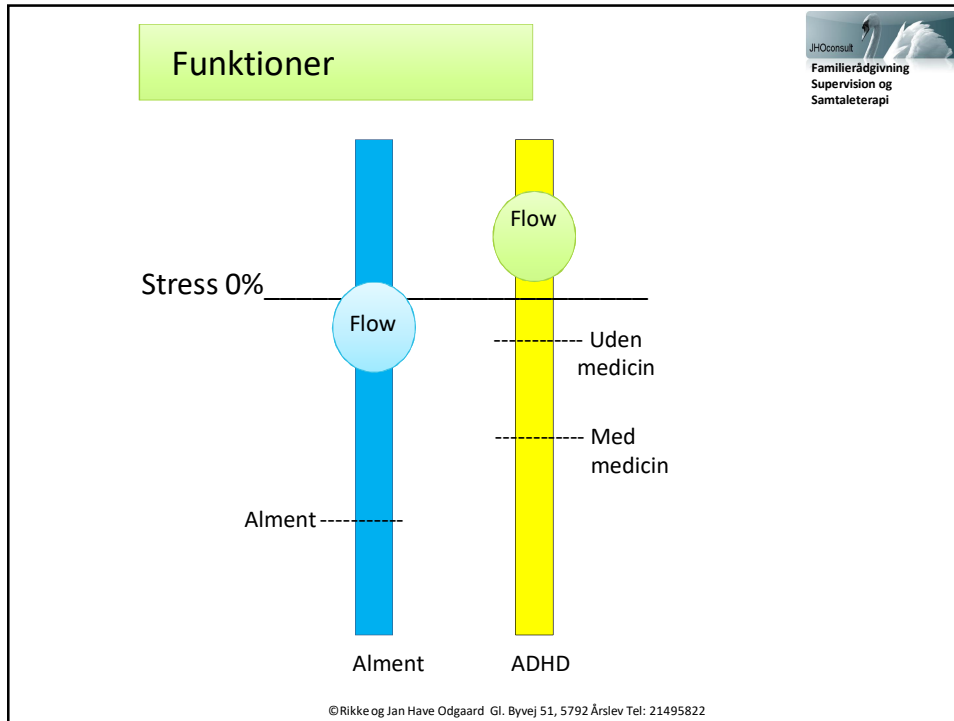 Funktioner
JHOconsult
Familierådgivning
Supervision og
Samtaleterapi
Flow
Stress 0%________________________
Flow
----------- Uden
medicin
----------- Med
medicin
Alment -----------
Alment
ADHD
©Rikke og Jan Have Odgaard Gl. Byvej 51, 5792 Årslev Tel: 21495822